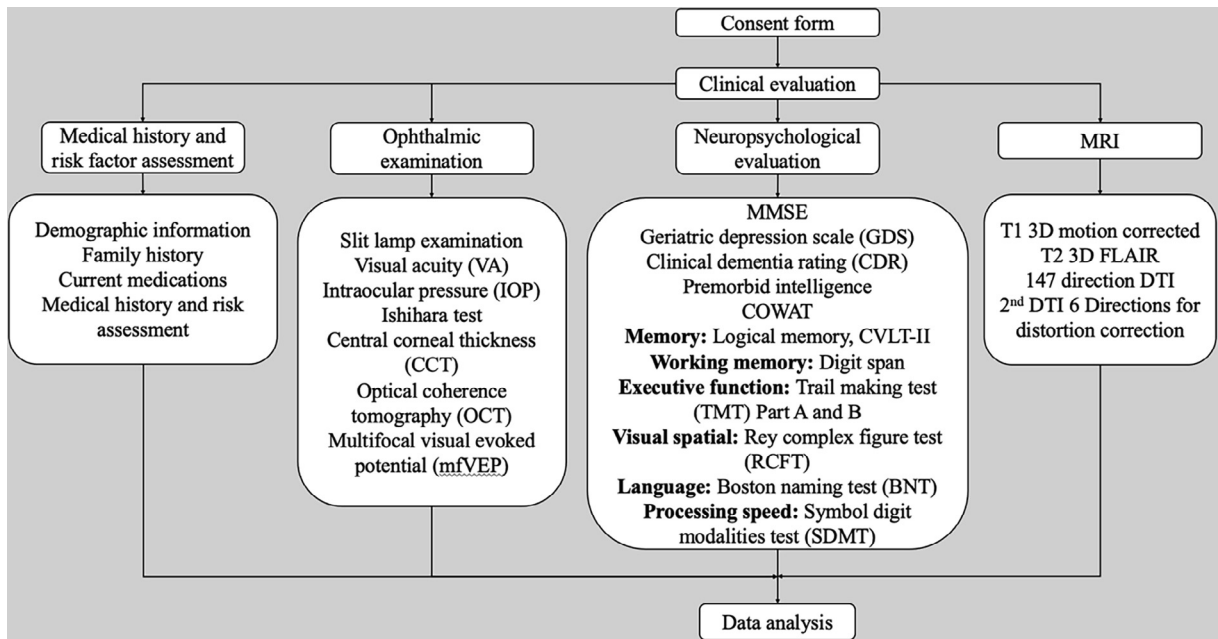 Consent form
Clinical evaluation
Medical history and
risk factor assessment
Ophthalmic
examination
Neuropsychological
evaluation
MRI
Demographic information
Family history
Current medications
Medical history and risk
assessment
Slit lamp examination
Visual acuity (VA)
Intraocular pressure (IOP)
Ishihara test
Central corneal thickness
(CCT)
Optical coherence
tomography (OCT)
Multifocal visual evoked
potential (mfVEP)
MMSE
Geriatric depression scale (GDS)
Clinical dementia rating (CDR)
Premorbid intelligence
COWAT
Memory: Logical memory, CVLT-II
Working memory: Digit span
Executive function: Trail making test
(TMT) Part A and B
Visual spatial: Rey complex figure test
(RCFT)
Language: Boston naming test (BNT)
Processing speed: Symbol digit
modalities test (SDMT)
T1 3D motion corrected
T2 3D FLAIR
147 direction DTI
2nd DTI 6 Directions for
distortion correction
Data analysis